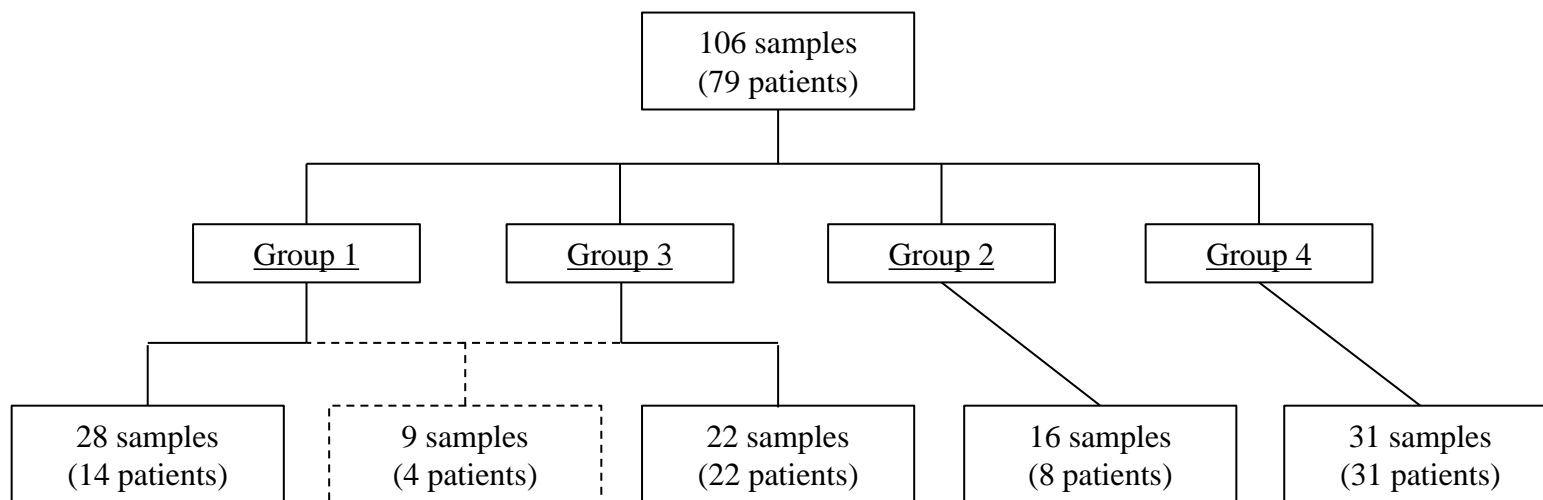 106 samples
(79 patients)
Group 1
Group 3
Group 2
Group 4
28 samples
(14 patients)
9 samples
(4 patients)
22 samples
(22 patients)
16 samples
(8 patients)
31 samples
(31 patients)